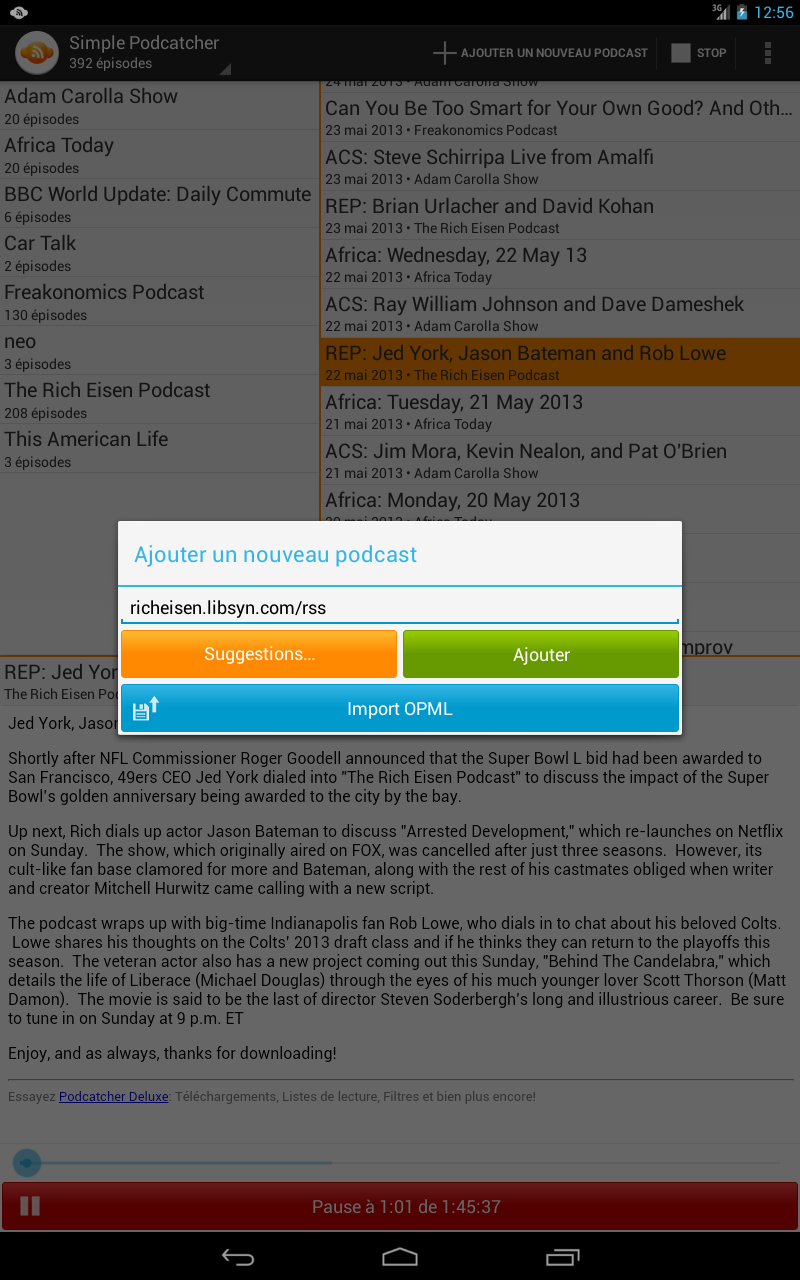 3G 12:56
Simple Podcatcher
392 épisodes
AJOUTER UN NOUVEAU PODCAST
STOP
Adam Carolla Show
20 épisodes
Africa Today
20 épisodes
BBC World Update: Daily Commute
6 épisodes
Car Talk
2 épisodes
Freakonomics Podcast
130 épisodes
neo
3 épisodes
The Rich Eisen Podcast
208 épisodes
This American Life
3 épisodes
24 mai 2013 • Adam Carolla Show
Can You Be Too Smart for Your Own Good? And Oth…
23 mai 2013 • Freakonomics Podcast
ACS: Steve Schirripa Live from Amalfi
23 mai 2013 • Adam Carolla Show
REP: Brian Urlacher and David Kohan
23 mai 2013 • The Rich Eisen Podcast
Africa: Wednesday, 22 May 13
22 mai 2013 • Africa Today
ACS: Ray William Johnson and Dave Dameshek
22 mai 2013 • Adam Carolla Show
REP: Jed York, Jason Bateman and Rob Lowe
22 mai 2013 • The Rich Eisen Podcast
Africa: Tuesday, 21 May 2013
21 mai 2013 • Africa Today
ACS: Jim Mora, Kevin Nealon, and Pat O'Brien
21 mai 2013 • Adam Carolla Show
Africa: Monday, 20 May 2013
20 mai 2013 • Africa Today
Ajouter un nouveau podcast
richeisen.libsyn.com/rss
Suggestions...
Ajouter
Import OPML
REP: Jed Yor
The Rich Eisen Po
Jed York, Jason
Shortly after NFL Commissioner Roger Goodell announced that the Super Bowl L bid had been awarded to
San Francisco, 49ers CEO Jed York dialed into "The Rich Eisen Podcast" to discuss the impact of the Super
Bowl's golden anniversary being awarded to the city by the bay.
Up next, Rich dials up actor Jason Bateman to discuss "Arrested Development," which re-launches on Netflix
on Sunday.  The show, which originally aired on FOX, was cancelled after just three seasons.  However, its
cult-like fan base clamored for more and Bateman, along with the rest of his castmates obliged when writer
and creator Mitchell Hurwitz came calling with a new script.
The podcast wraps up with big-time Indianapolis fan Rob Lowe, who dials in to chat about his beloved Colts.
Lowe shares his thoughts on the Colts' 2013 draft class and if he thinks they can return to the playoffs this
season.  The veteran actor also has a new project coming out this Sunday, "Behind The Candelabra," which
details the life of Liberace (Michael Douglas) through the eyes of his much younger lover Scott Thorson (Matt
Damon).  The movie is said to be the last of director Steven Soderbergh's long and illustrious career.  Be sure
to tune in on Sunday at 9 p.m. ET
Enjoy, and as always, thanks for downloading!
Essayez Podcatcher Deluxe: Téléchargements, Listes de lecture, Filtres et bien plus encore!
Pause à 1:01 de 1:45:37